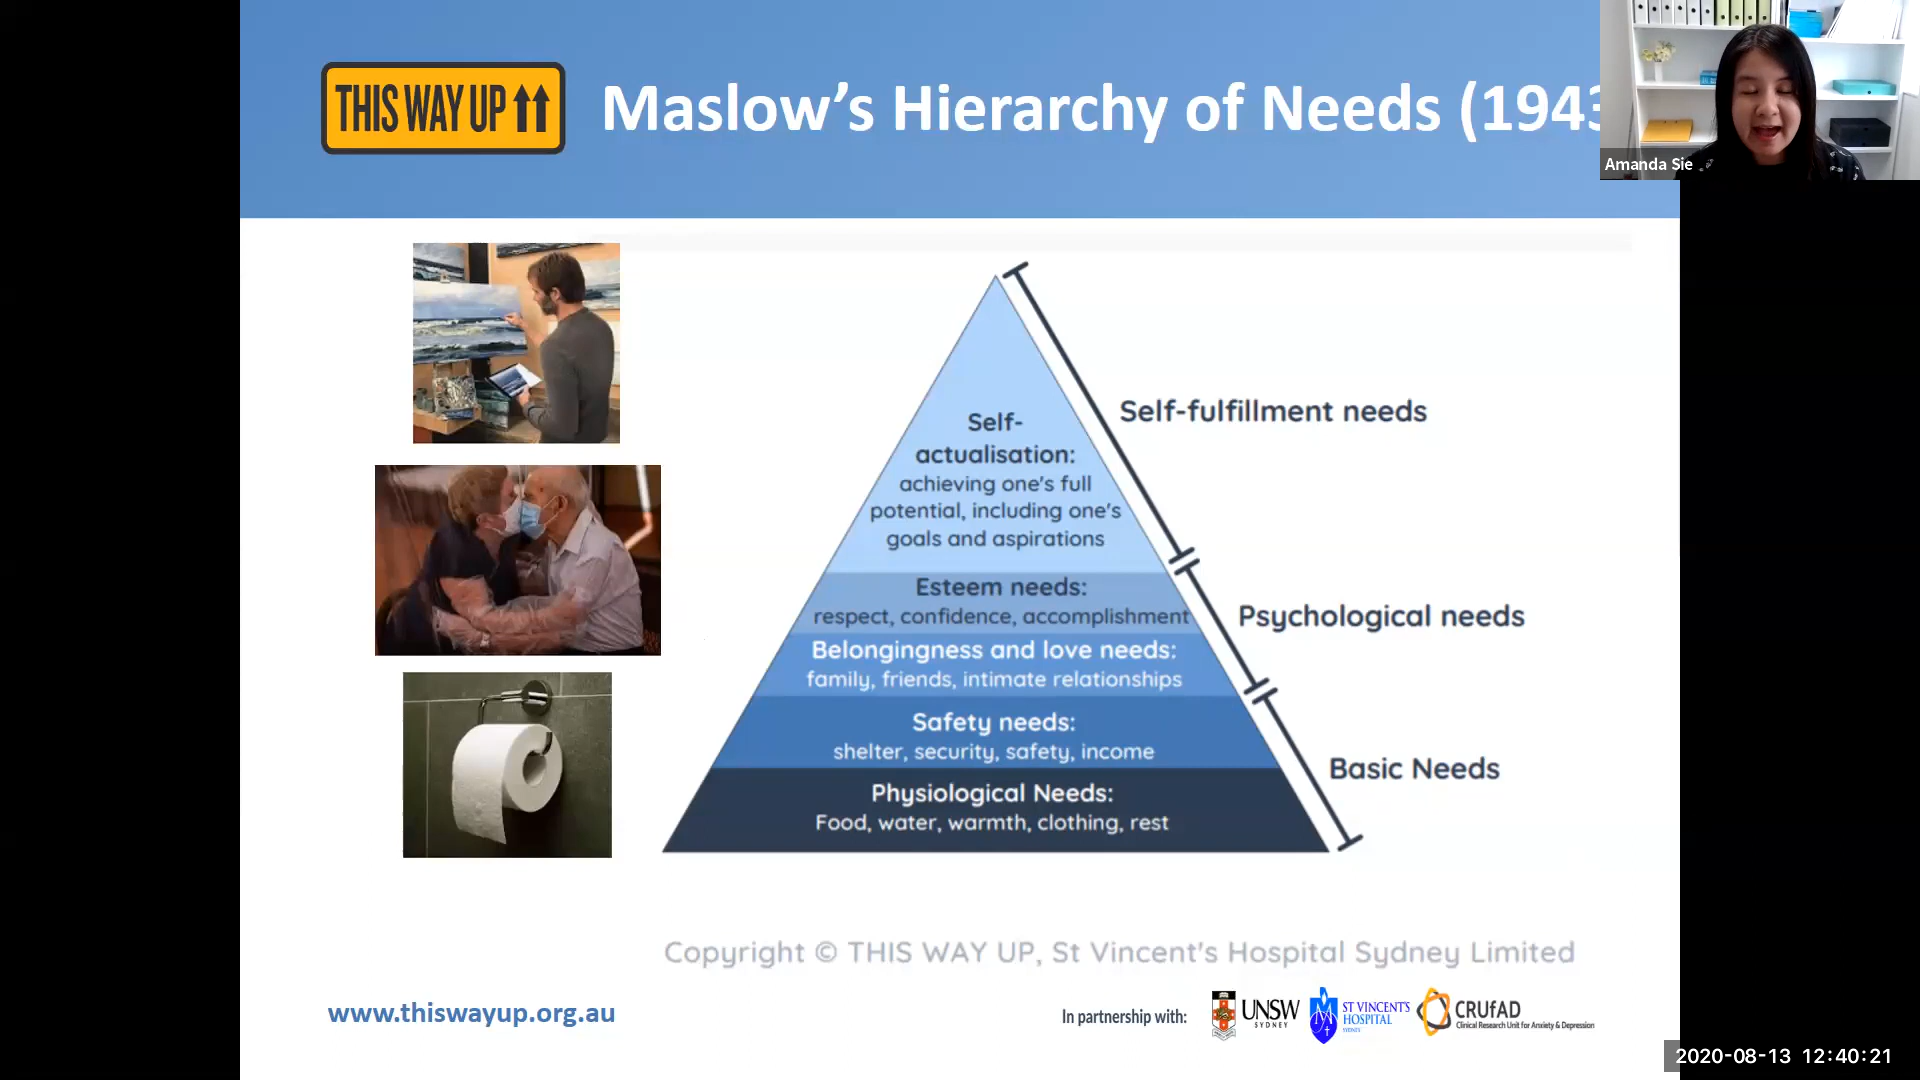 THIS WAY UP
Maslow's Hierarchy of Needs (194
Amanda Sie
Self-
actualisation:
achieving one's full
potential, including one's
goals and aspirations
Self-fulfillment needs
Esteem needs:
respect, confidence, accomplishment
Psychological needs
Belongingness and love needs:
family, friends, intimate relationships
Safety needs:
shelter, security, safety, income
Basic Needs
Physiological Needs:
Food, water, warmth, clothing, rest
Copyright © THIS WAY UP, St Vincent's Hospital Sydney Limited
www.thiswayup.org.au
In partnership with:
UNSW
SYDNEY
ST VINCENT'S
HOSPITAL
SYDNEY
CRUfAD
Clinical Research Unit for Anxiety & Depression
2020-08-13 12:40:21